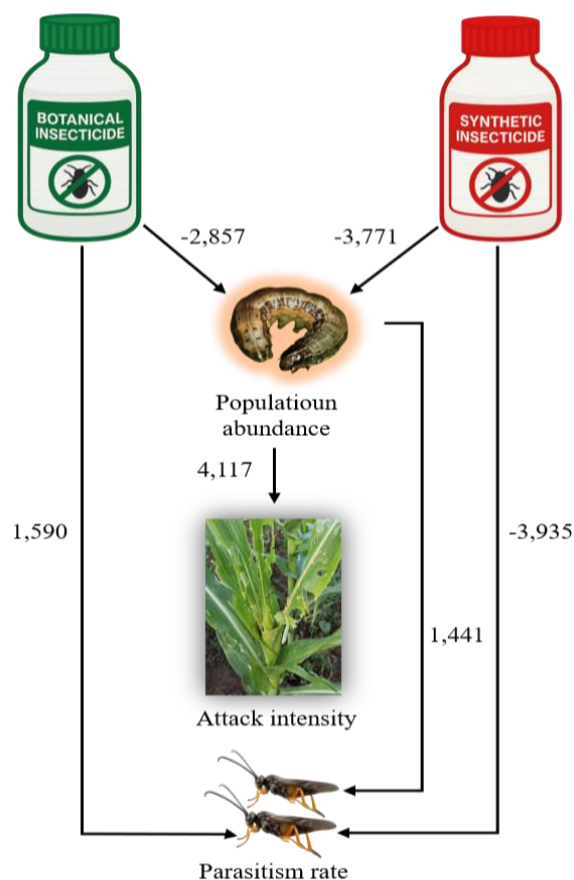 BOTANICAL
INSECTICIDE
SYNTHETIC
INSECTICIDE
-2,857
-3,771
Populatioun
abundance
4,117
1,590
-3,935
1,441
Attack intensity
Parasitism rate